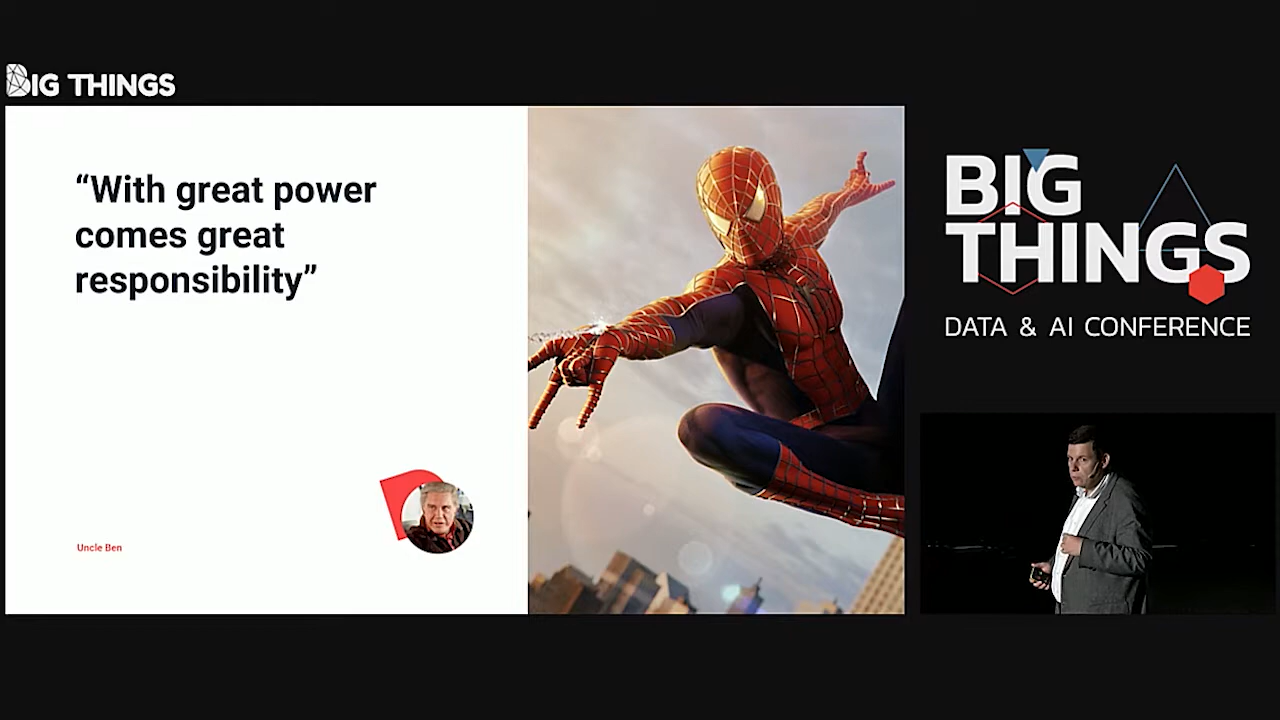 BIG THINGS
“With great power
comes great
responsibility”
Uncle Ben
BIG
THINGS
DATA & AI CONFERENCE